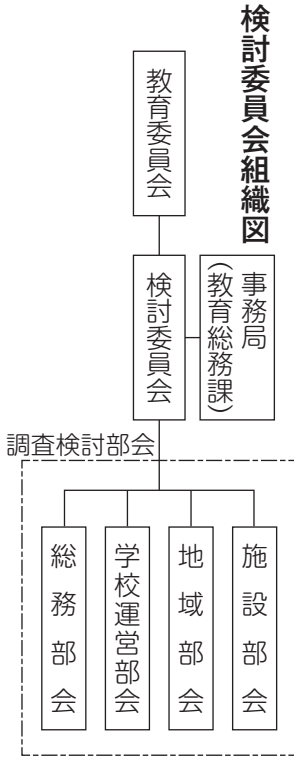 検討委員会組織図
教育委員会
事務局
(教育総務課)
検討委員会
調査検討部会
施設部会
地域部会
学校運営部会
総務部会